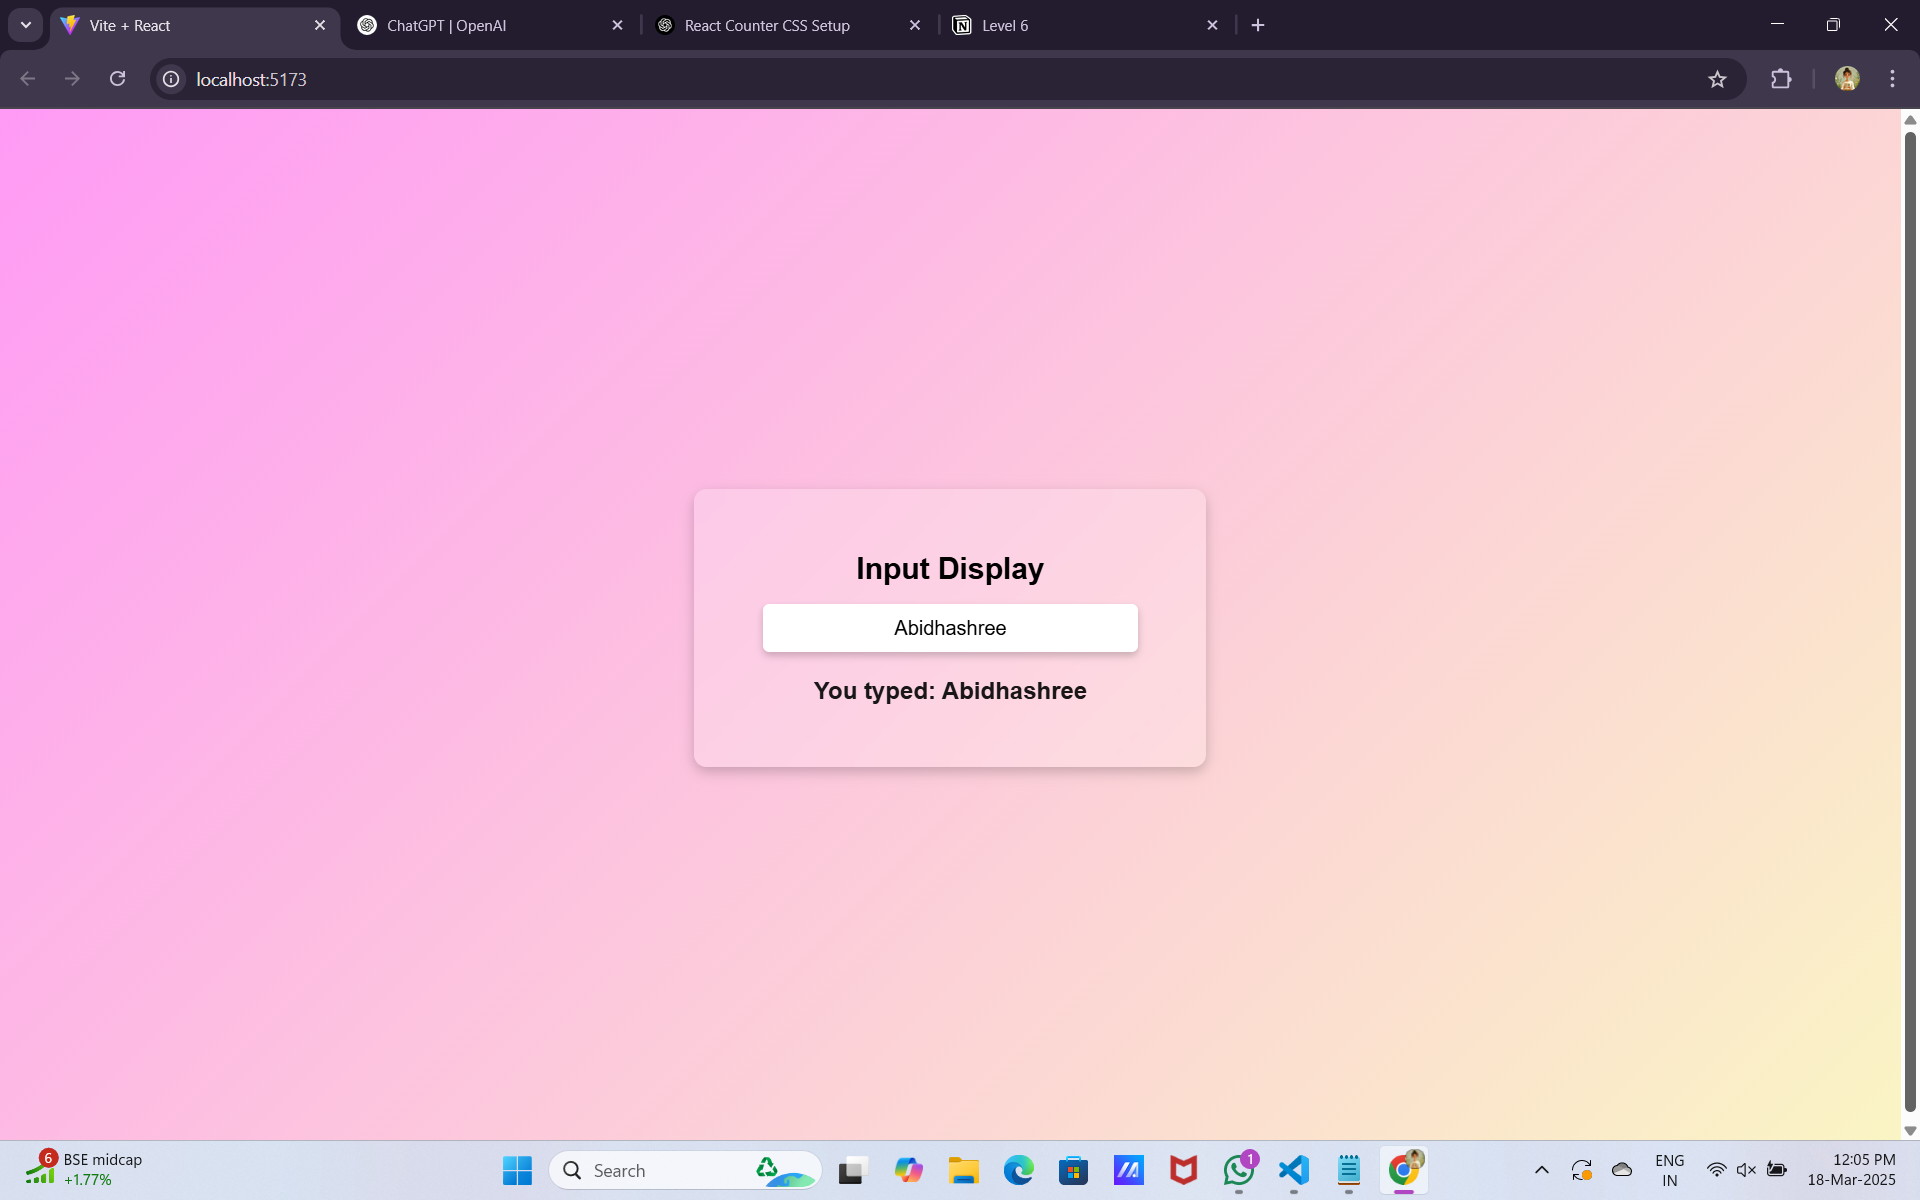 Vite + React
ChatGPT | OpenAI
React Counter CSS Setup
Level 6
localhost:5173
Input Display
Abidhashree
You typed: Abidhashree
6
BSE midcap
+1.77%
Search
1
ENG
IN
12:05 PM
18-Mar-2025